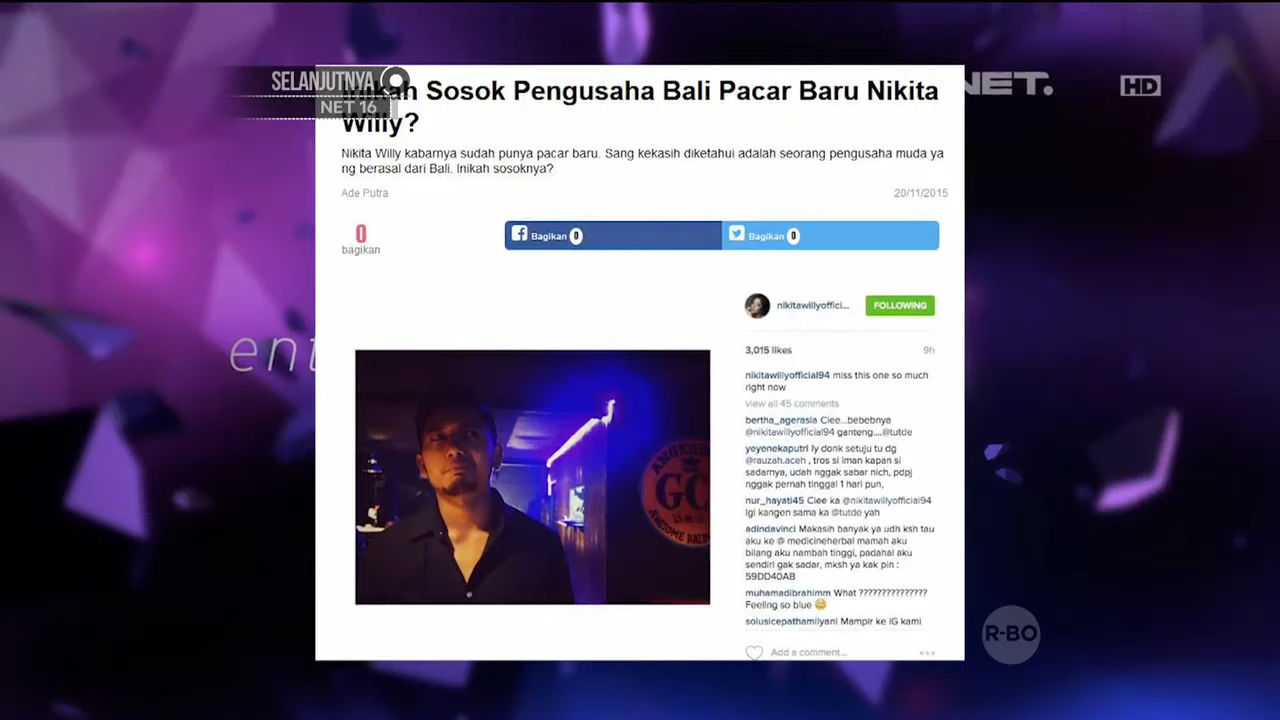 SELANJUTNYA
NET 16
NET.
HD
Inikah Sosok Pengusaha Bali Pacar Baru Nikita
Willy?
Nikita Willy kabarnya sudah punya pacar baru. Sang kekasih diketahui adalah seorang pengusaha muda ya
ng berasal dari Bali. Inikah sosoknya?
Ade Putra
20/11/2015
0
bagikan
Bagikan 0
Bagikan 0
nikitawillyoffici...
FOLLOWING
3,015 likes
9h
nikitawillyofficial94 miss this one so much
right now
view all 45 comments
bertha_agerasia Ciee...bebebnya
@nikitawillyofficial94 ganteng....@tutde
yeyenekaputri Iy donk setuju tu dg
@rauzah.aceh , tros si iman kapan si
sadarnya, udah nggak sabar nich, pdpj
nggak pernah tinggal 1 hari pun,
nur_hayati45 Ciee ka @nikitawillyofficial94
lgi kangen sama ka @tutde yah
adindavinci Makasih banyak ya udh ksh tau
aku ke @ medicineherbal mamah aku
bilang aku nambah tinggi, padahal aku
sendiri gak sadar, mksh ya kak pin :
59DD40AB
muhamadibrahimm What ???????????????
Feeling so blue
solusicepathamilyani Mampir ke IG kami
Add a comment...
ent
GC
R-BO